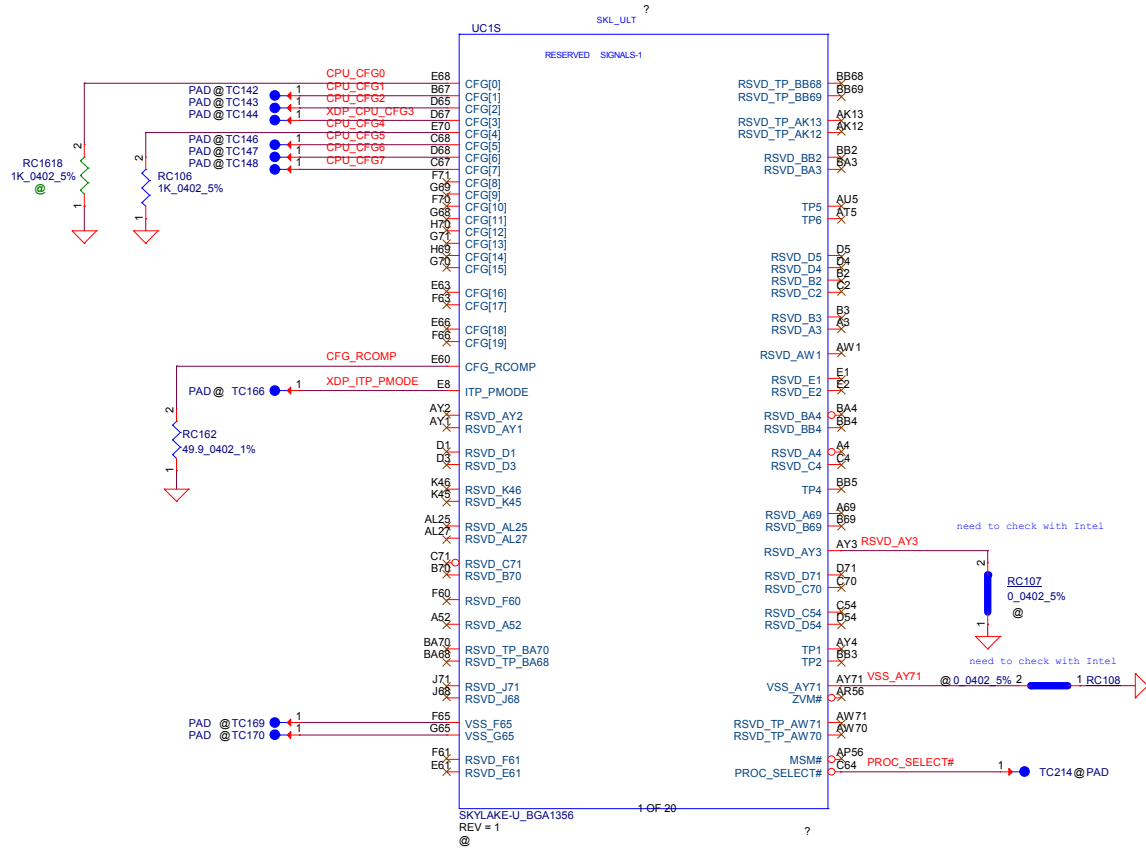 ?
SKL_ULT
UC1S
RESERVED SIGNALS-1
CPU_CFG0 E68 CFG[0]
PAD@TC142 1 CPU_CFG1 B67 CFG[1]
PAD@TC143 1 CPU_CFG2 D65 CFG[2]
PAD@TC144 1 XDP_CPU_CFG3 D67 CFG[3]
CPU_CFG4 E70 CFG[4]
PAD@TC146 1 CPU_CFG5 C68 CFG[5]
PAD@TC147 1 CPU_CFG6 D68 CFG[6]
PAD@TC148 1 CPU_CFG7 C67 CFG[7]
F71 CFG[8]
G69 CFG[9]
F70 CFG[10]
G68 CFG[11]
H70 CFG[12]
G71 CFG[13]
H69 CFG[14]
G70 CFG[15]
E63 CFG[16]
F63 CFG[17]
E66 CFG[18]
F66 CFG[19]
2
RC1618
1K_0402_5%
@
1
2
RC106
1K_0402_5%
1
CFG_RCOMP E60 CFG_RCOMP
PAD@ TC166 1 XDP_ITP_PMODE E8 ITP_PMODE
2
RC162
49.9_0402_1%
1
AY2 RSVD_AY2
AY1 RSVD_AY1
D1 RSVD_D1
D3 RSVD_D3
K46 RSVD_K46
K45 RSVD_K45
AL25 RSVD_AL25
AL27 RSVD_AL27
C71 RSVD_C71
B70 RSVD_B70
F60 RSVD_F60
A52 RSVD_A52
BA70 RSVD_TP_BA70
BA68 RSVD_TP_BA68
J71 RSVD_J71
J68 RSVD_J68
PAD @TC169 1 F65 VSS_F65
PAD @TC170 1 G65 VSS_G65
F61 RSVD_F61
E61 RSVD_E61
RSVD_TP_BB68 BB68
RSVD_TP_BB69 BB69
RSVD_TP_AK13 AK13
RSVD_TP_AK12 AK12
RSVD_BB2 BB2
RSVD_BA3 BA3
TP5 AU5
TP6 AT5
RSVD_D5 D5
RSVD_D4 D4
RSVD_B2 B2
RSVD_C2 C2
RSVD_B3 B3
RSVD_A3 A3
RSVD_AW1 AW1
RSVD_E1 E1
RSVD_E2 E2
RSVD_BA4 BA4
RSVD_BB4 BB4
RSVD_A4 A4
RSVD_C4 C4
TP4 BB5
RSVD_A69 A69
RSVD_B69 B69
need to check with Intel
RSVD_AY3 AY3 RSVD_AY3
2
RC107
0_0402_5%
@
1
RSVD_D71 D71
RSVD_C70 C70
RSVD_C54 C54
RSVD_D54 D54
TP1 AY4
TP2 BB3
need to check with Intel
VSS_AY71 AY71 VSS_AY71 @ 0_0402_5% 2 1 RC108
ZVM# AR56
RSVD_TP_AW71 AW71
RSVD_TP_AW70 AW70
MSM# AP56
PROC_SELECT# C64 PROC_SELECT# 1 TC214@PAD
1 OF 20
SKYLAKE-U_BGA1356
REV = 1
@
?